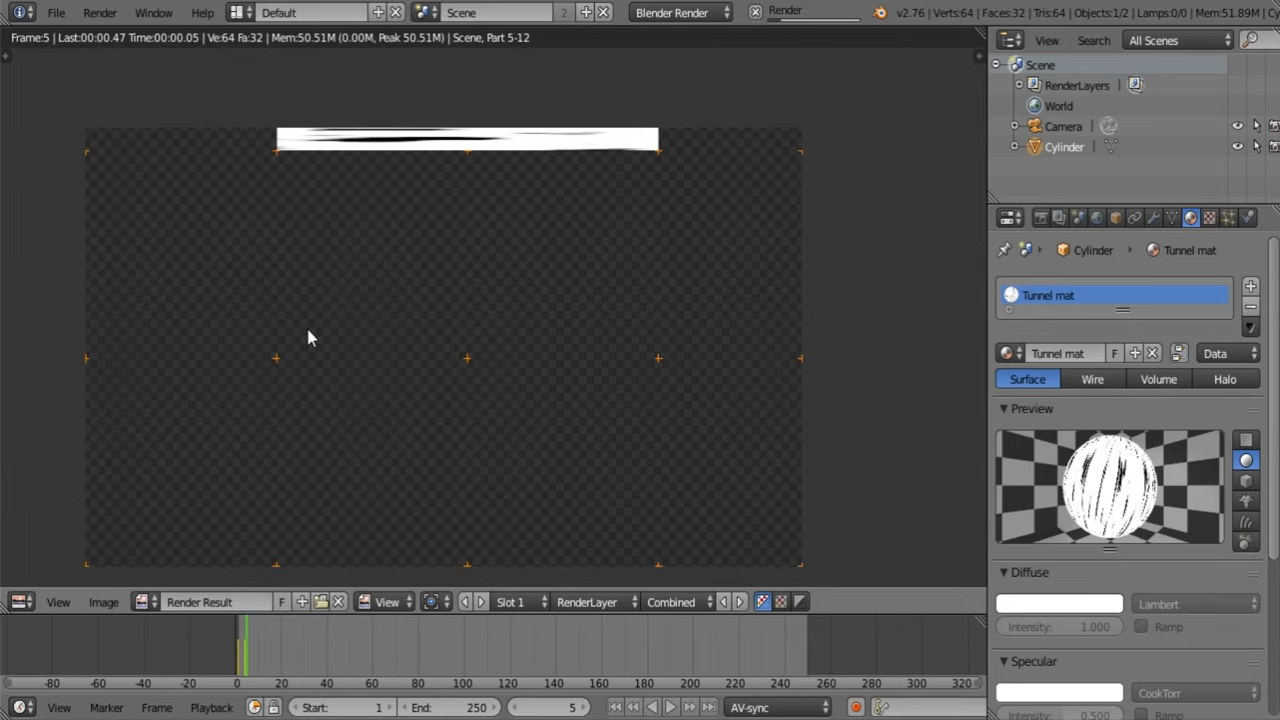 File Render Window Help Default Scene 2 Blender Render Render v2.76 | Verts:64 | Faces:32 | Tris:64 | Objects:1/2 | Lamps:0/0 | Mem:51.89M | Cy
Frame:5 | Last:00:00.47 Time:00:00.05 | Ve:64 Fa:32 | Mem:50.51M (0.00M, Peak 50.51M) | Scene, Part 5-12
View Search All Scenes
Scene
RenderLayers |
World
Camera |
Cylinder |
Cylinder Tunnel mat
Tunnel mat
Tunnel mat F Data
Surface Wire Volume Halo
Preview
Diffuse
Lambert
Intensity: 1.000 Ramp
Specular
CookTorr
0.500 Ramp
View Image Render Result F View Slot 1 RenderLayer Combined
-80 -60 -40 -20 0 20 40 60 80 100 120 140 160 180 200 220 240 260 280 300 320
View Marker Frame Playback Start: 1 End: 250 5 AV-sync